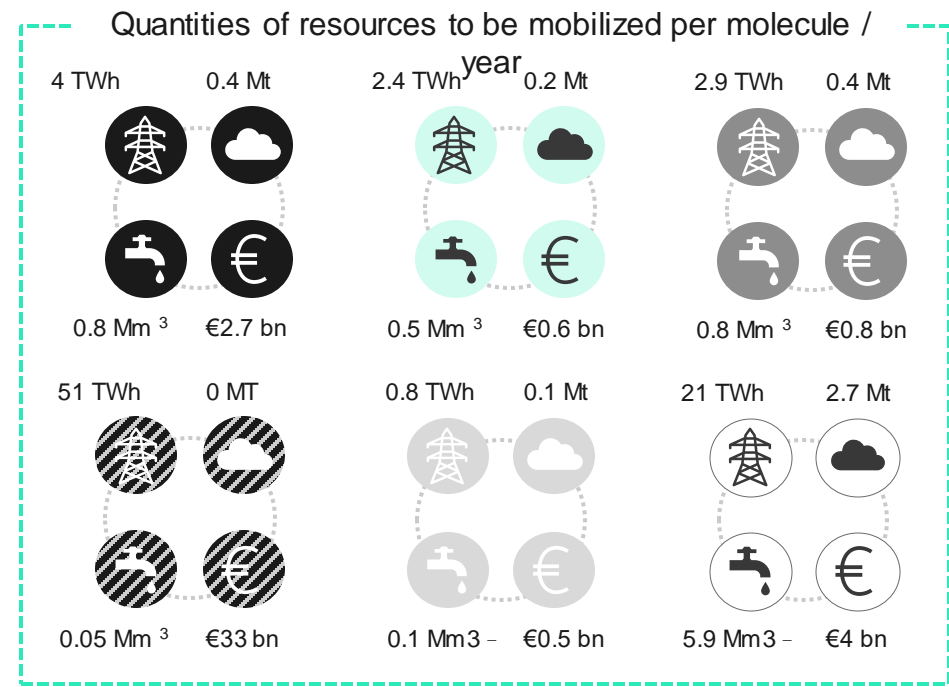 Quantities of resources to be mobilized per molecule /
year
4 TWh 0.4 Mt 2.4 TWh 0.2 Mt 2.9 TWh 0.4 Mt
0.8 Mm ³ €2.7 bn 0.5 Mm ³ €0.6 bn 0.8 Mm ³ €0.8 bn
51 TWh 0 MT 0.8 TWh 0.1 Mt 21 TWh 2.7 Mt
0.05 Mm ³ €33 bn 0.1 Mm3 – €0.5 bn 5.9 Mm3 – €4 bn